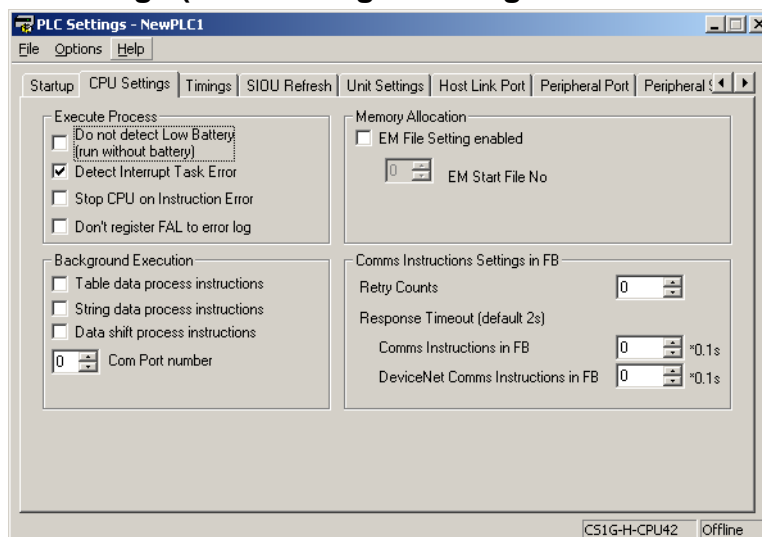 PLC Settings - NewPLC1
File Options Help
Startup CPU Settings Timings SIOU Refresh Unit Settings Host Link Port Peripheral Port Peripheral
Execute Process
Do not detect Low Battery
(run without battery)
Detect Interrupt Task Error
Stop CPU on Instruction Error
Don't register FAL to error log
Memory Allocation
EM File Setting enabled
0 EM Start File No
Background Execution
Table data process instructions
String data process instructions
Data shift process instructions
0 Com Port number
Comms Instructions Settings in FB
Retry Counts 0
Response Timeout (default 2s)
Comms Instructions in FB 0 *0.1s
DeviceNet Comms Instructions in FB 0 *0.1s
CS1G-H-CPU42 Offline